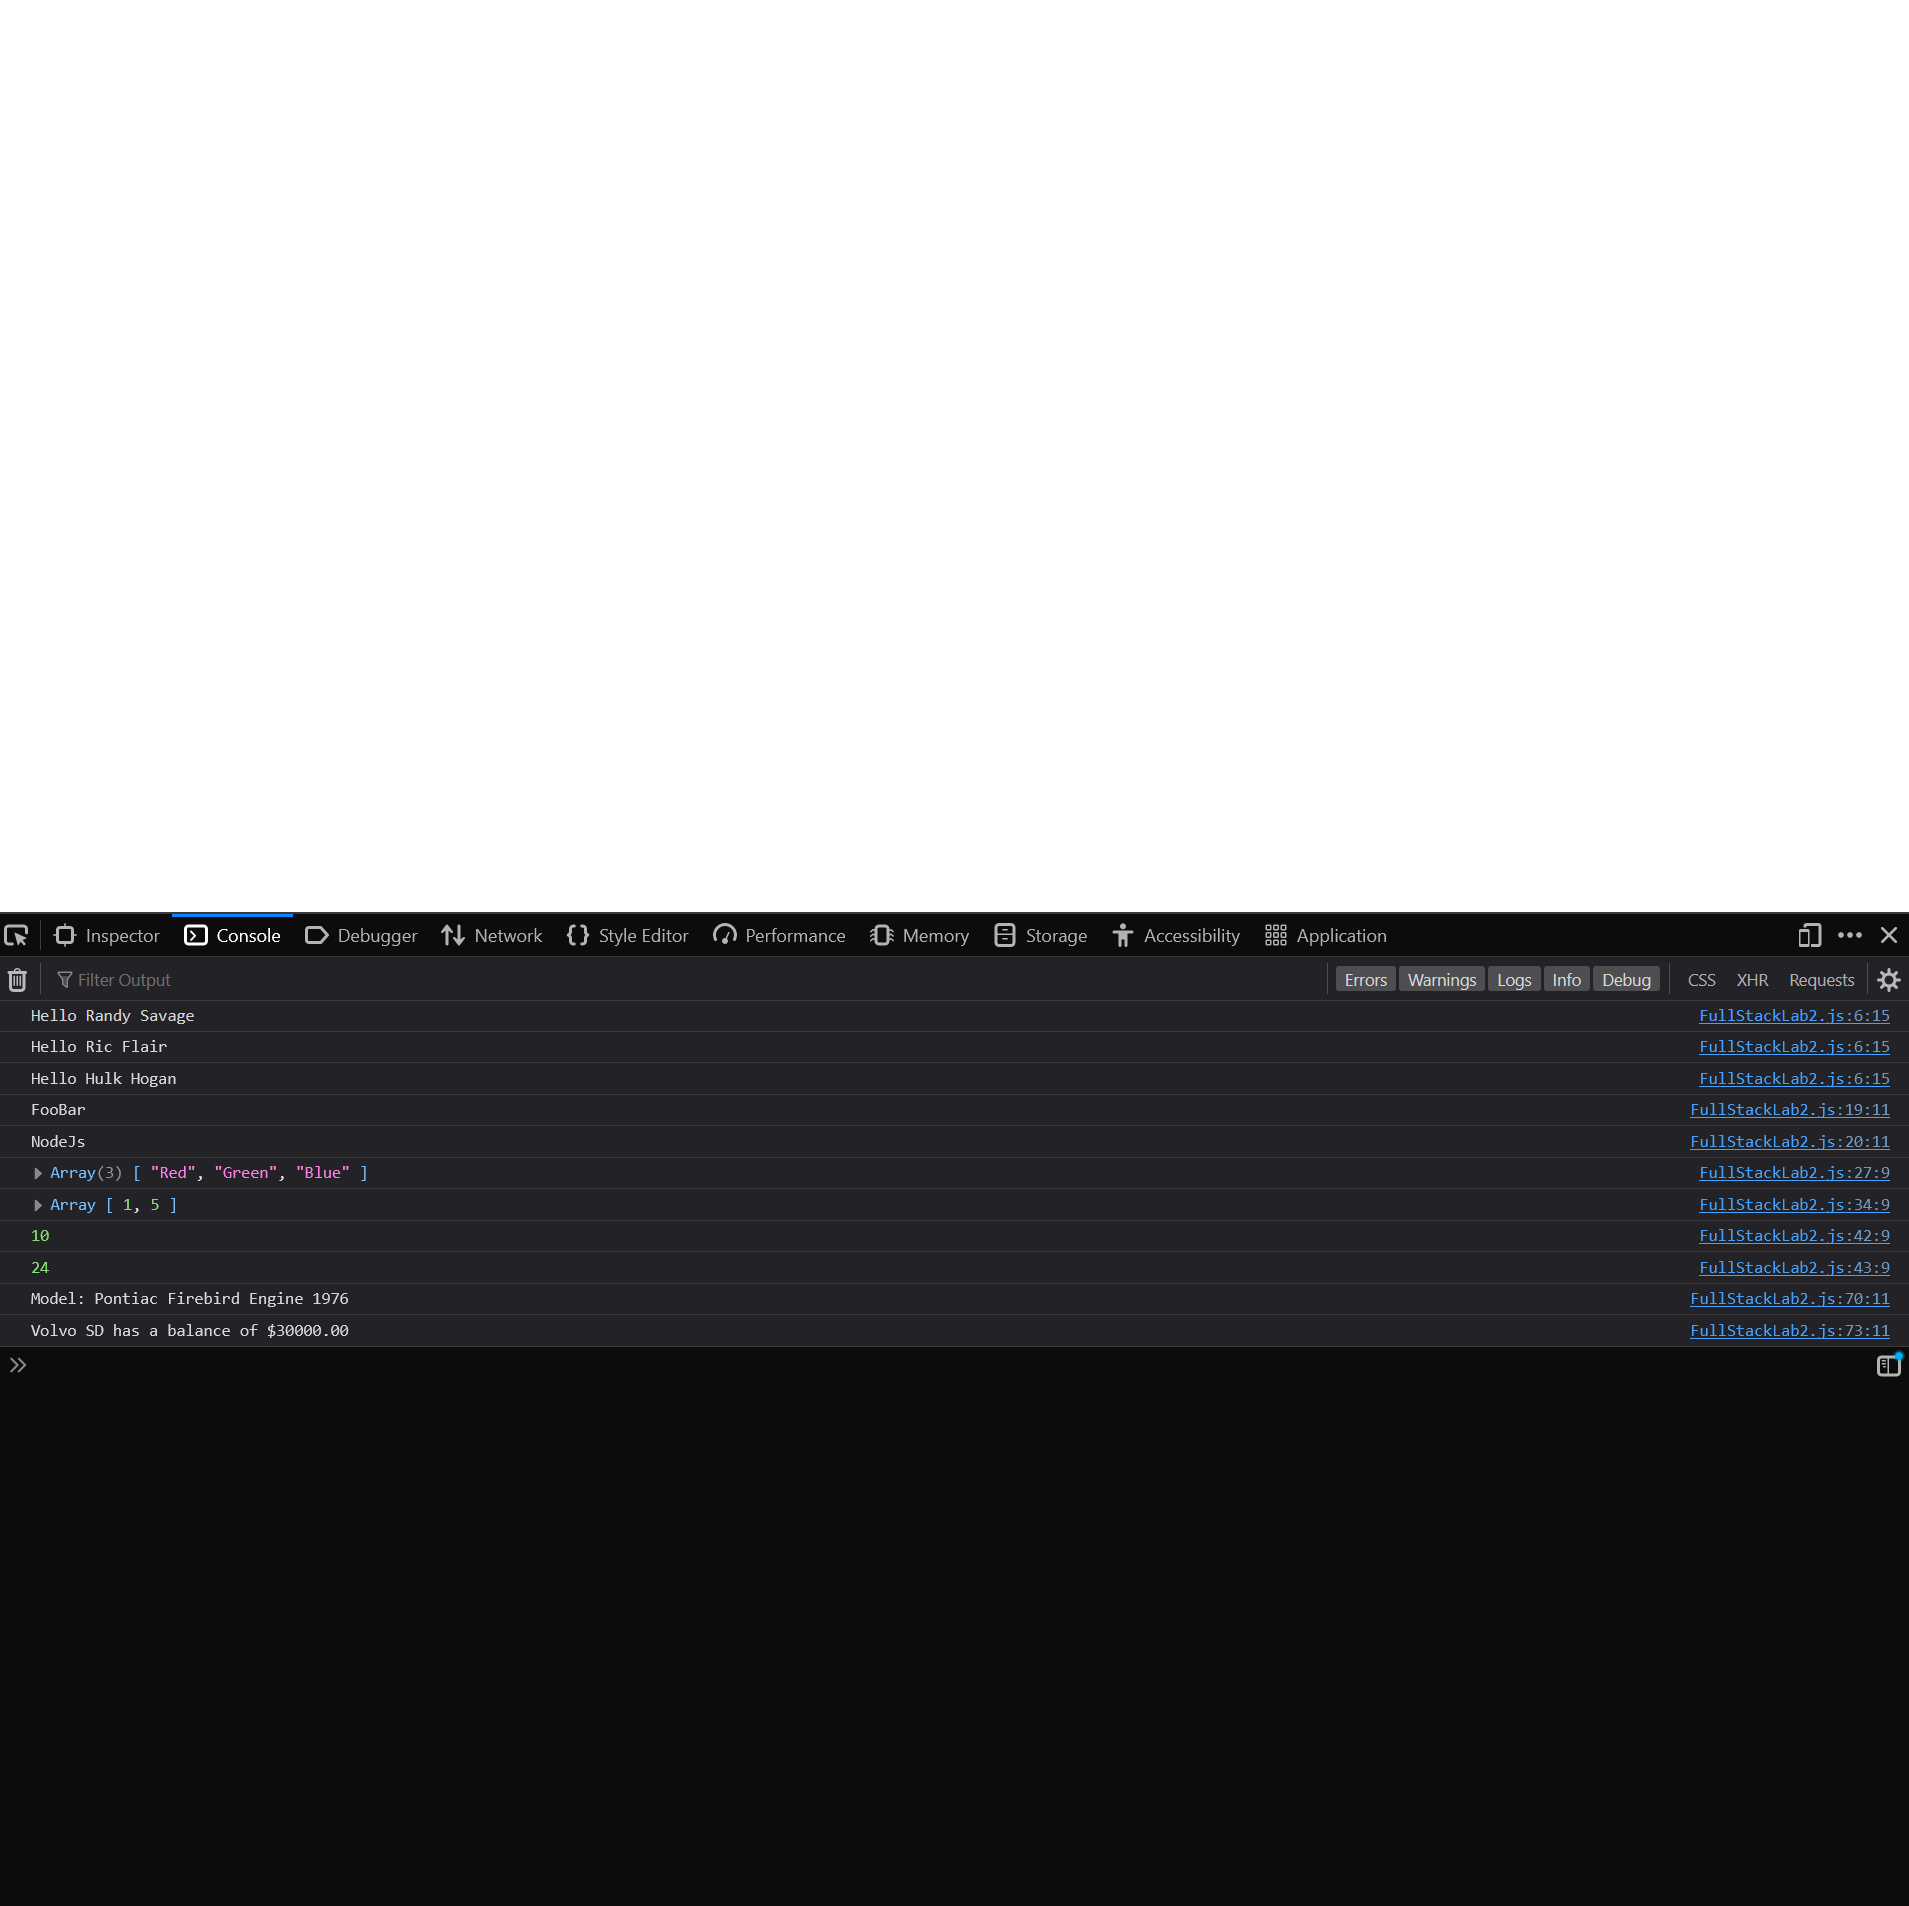 Inspector Console Debugger Network Style Editor Performance Memory Storage Accessibility Application
Filter Output Errors Warnings Logs Info Debug CSS XHR Requests
Hello Randy Savage FullStackLab2.js:6:15
Hello Ric Flair FullStackLab2.js:6:15
Hello Hulk Hogan FullStackLab2.js:6:15
FooBar FullStackLab2.js:19:11
NodeJs FullStackLab2.js:20:11
Array(3) [ "Red", "Green", "Blue" ] FullStackLab2.js:27:9
Array [ 1, 5 ] FullStackLab2.js:34:9
10 FullStackLab2.js:42:9
24 FullStackLab2.js:43:9
Model: Pontiac Firebird Engine 1976 FullStackLab2.js:70:11
Volvo SD has a balance of $30000.00 FullStackLab2.js:73:11